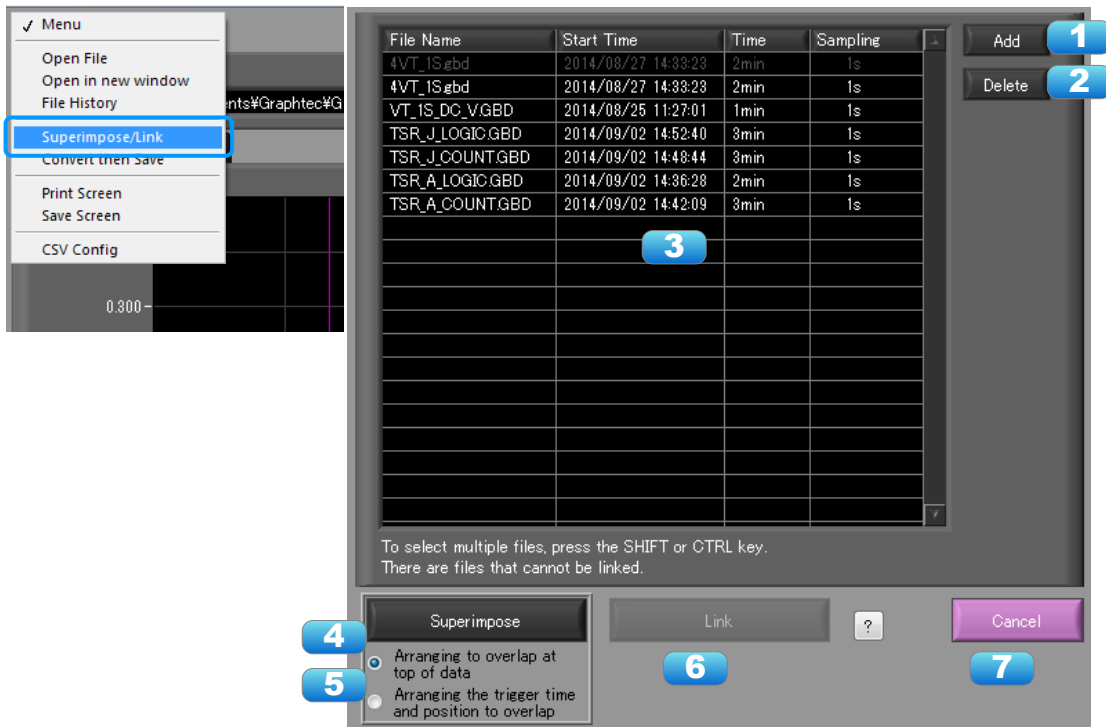 ✓ Menu
Open File
Open in new window
File History
ents¥Graphtec¥G
Superimpose/Link
Convert then Save
Print Screen
Save Screen
CSV Config
0.300
File Name Start Time Time Sampling
4VT_1S.gbd 2014/08/27 14:33:23 2min 1s
4VT_1S.gbd 2014/08/27 14:33:23 2min 1s
VT_1S_DC_V.GBD 2014/08/25 11:27:01 1min 1s
TSR_J_LOGIC.GBD 2014/09/02 14:52:40 3min 1s
TSR_J_COUNT.GBD 2014/09/02 14:48:44 3min 1s
TSR_A_LOGIC.GBD 2014/09/02 14:36:28 2min 1s
TSR_A_COUNT.GBD 2014/09/02 14:42:09 3min 1s
Add 1
Delete 2
3
To select multiple files, press the SHIFT or CTRL key.
There are files that cannot be linked.
Superimpose
4
Arranging to overlap at
top of data
5
Arranging the trigger time
and position to overlap
Link
6
?
Cancel
7